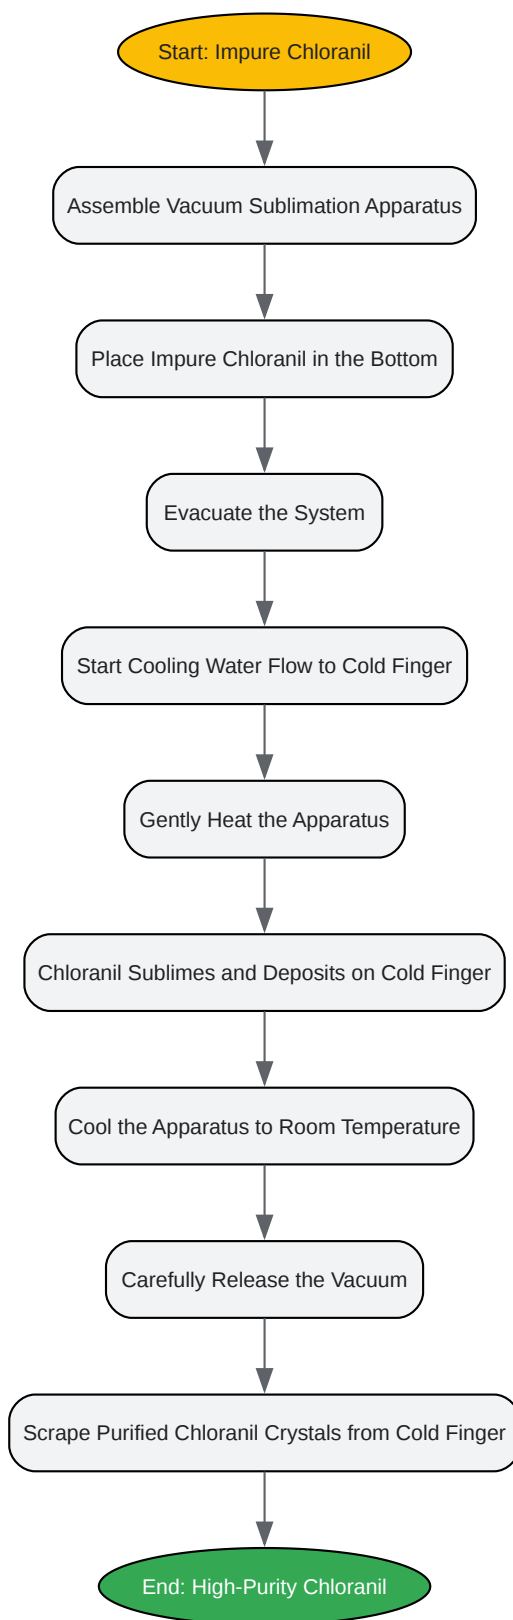 Start: Impure Chloranil
Assemble Vacuum Sublimation Apparatus
Place Impure Chloranil in the Bottom
Evacuate the System
Start Cooling Water Flow to Cold Finger
Gently Heat the Apparatus
Chloranil Sublimes and Deposits on Cold Finger
Cool the Apparatus to Room Temperature
Carefully Release the Vacuum
Scrape Purified Chloranil Crystals from Cold Finger
End: High-Purity Chloranil